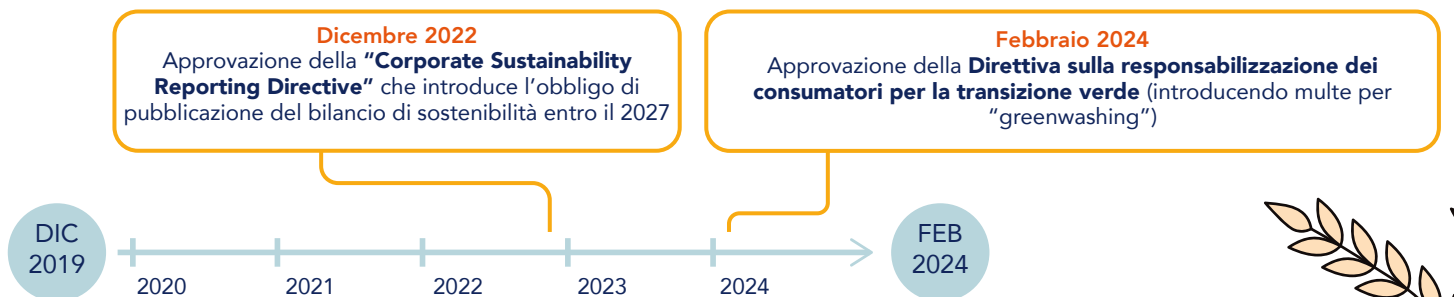 Dicembre 2022
Approvazione della “Corporate Sustainability
Reporting Directive” che introduce l’obbligo di
pubblicazione del bilancio di sostenibilità entro il 2027
Febbraio 2024
Approvazione della Direttiva sulla responsabilizzazione dei
consumatori per la transizione verde (introducendo multe per
“greenwashing”)
DIC
2019
2020
2021
2022
2023
2024
FEB
2024